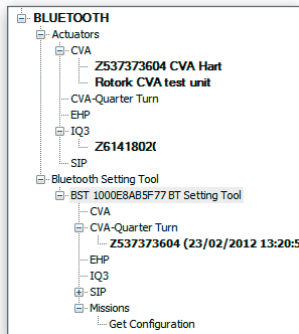 BLUETOOTH
Actuators
CVA
Z537373604 CVA Hart
Rotork CVA test unit
CVA-Quarter Turn
EHP
IQ3
Z61418020
SIP
Bluetooth Setting Tool
BST 1000E8AB5F77 BT Setting Tool
CVA
CVA-Quarter Turn
Z537373604 (23/02/2012 13:20:5
EHP
IQ3
SIP
Missions
Get Configuration